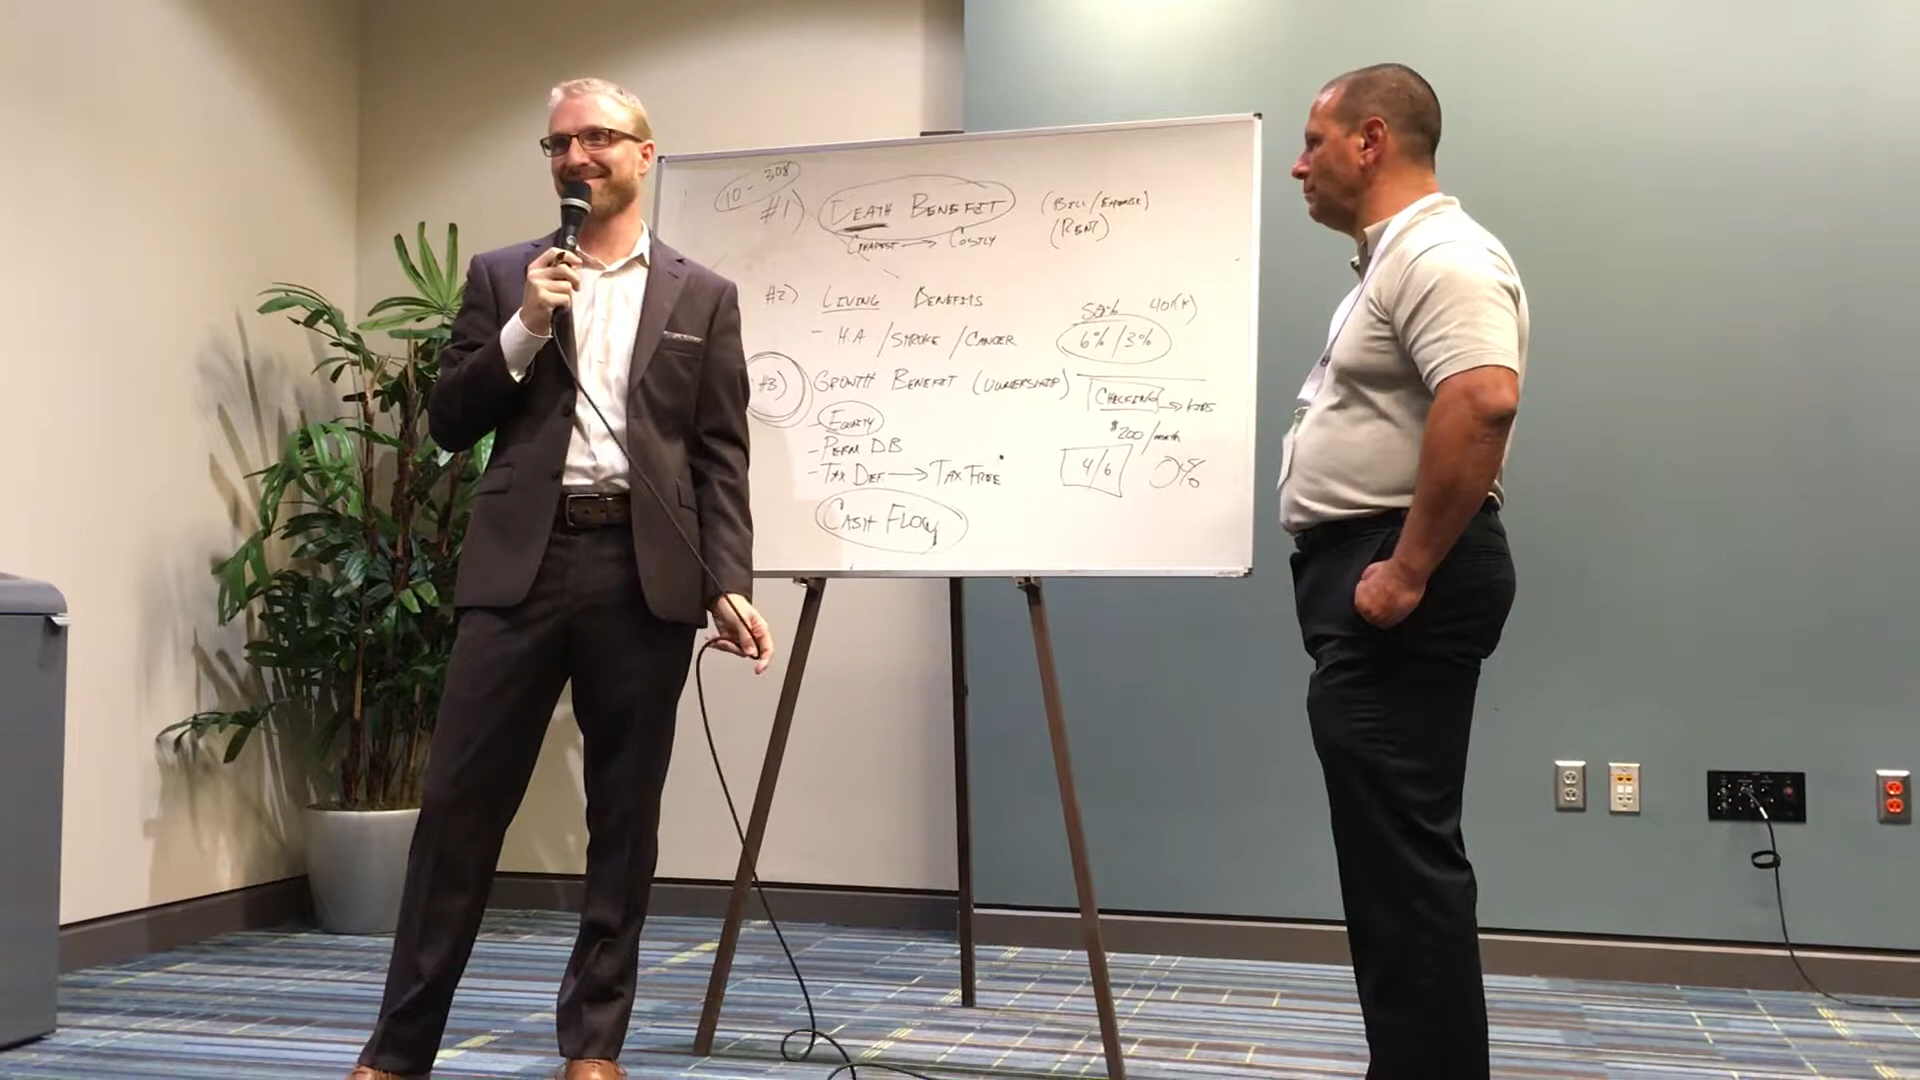 10 - 30%
#1) DEATH BENEFIT (BILL/EXPENSE)
(RENT)
CHEAPEST → COSTLY
#2) LIVING BENEFITS
- H.A / STROKE / CANCER
50% 401(K)
6% / 3%
#3) GROWTH BENEFIT (OWNERSHIP)
CHECKING →
- EQUITY
$200/month
- PERM DB
4/6 0%
- TAX DEF. → TAX FREE
CASH FLOW